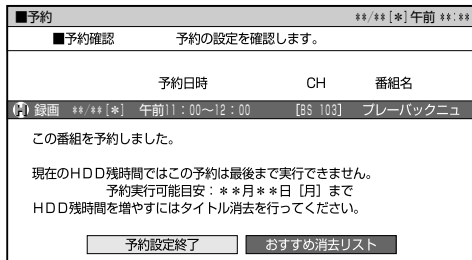 ■予約 **/**[*]午前 **:**
■予約確認 予約の設定を確認します。
予約日時 CH 番組名
(H) 録画 **/**[*] 午前11:00〜12:00 [BS 103] プレーバックニュ
この番組を予約しました。
現在のHDD残時間ではこの予約は最後まで実行できません。
予約実行可能目安:**月**日[月]まで
HDD残時間を増やすにはタイトル消去を行ってください。
予約設定終了 おすすめ消去リスト